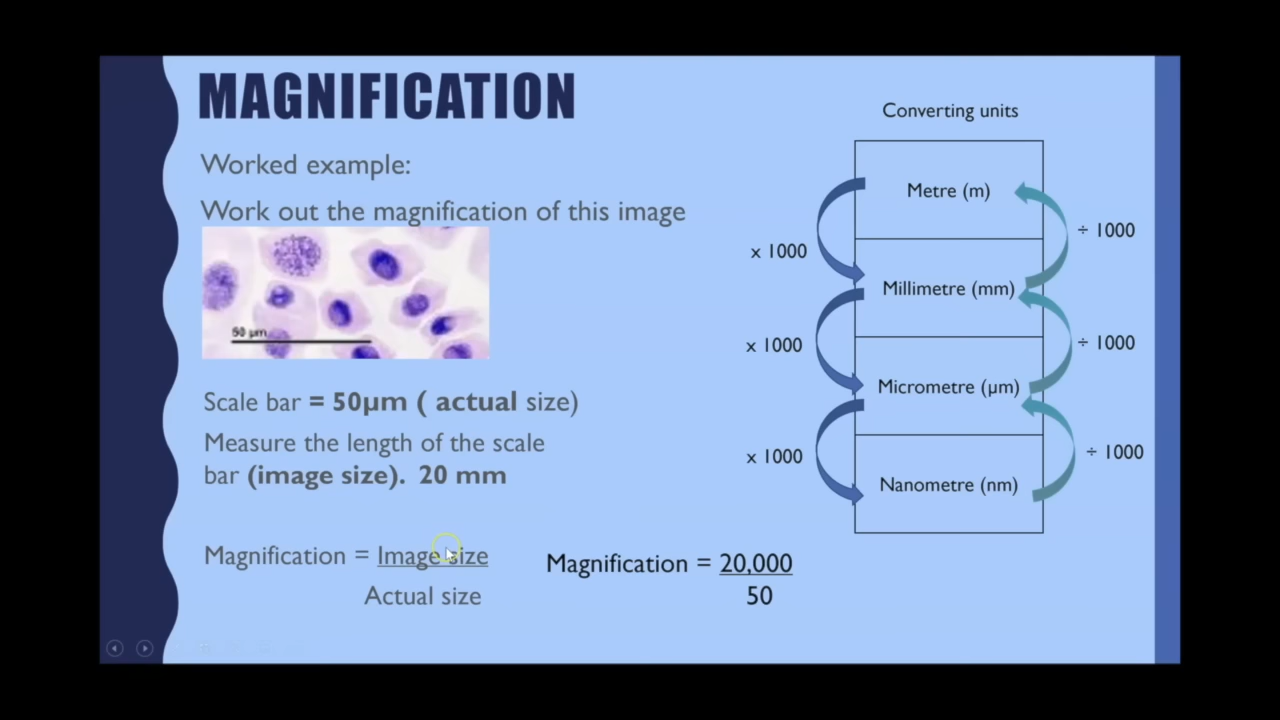 MAGNIFICATION
Worked example:
Work out the magnification of this image
50 µm
Scale bar = 50µm ( actual size)
Measure the length of the scale
bar (image size). 20 mm
Magnification = Image size
Actual size
Magnification = 20,000
50
Converting units
Metre (m)
x 1000
÷ 1000
Millimetre (mm)
x 1000
÷ 1000
Micrometre (µm)
x 1000
÷ 1000
Nanometre (nm)